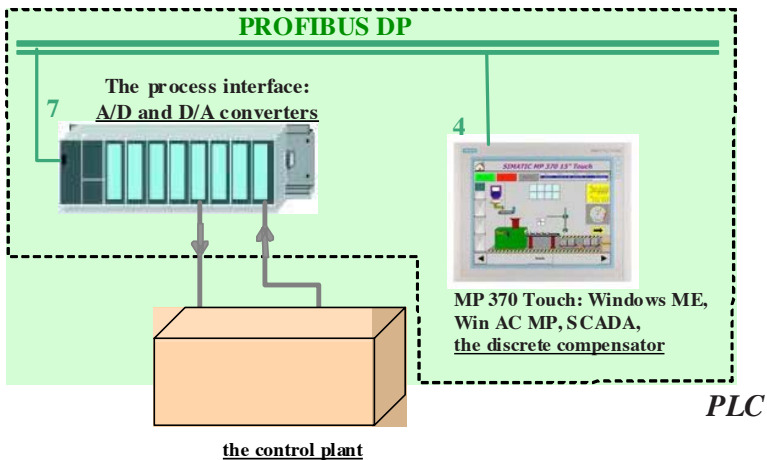 PROFIBUS DP
The process interface:
A/D and D/A converters
7
4
SIMATIC MP 370 15" Touch
MP 370 Touch: Windows ME,
Win AC MP, SCADA,
the discrete compensator
PLC
the control plant